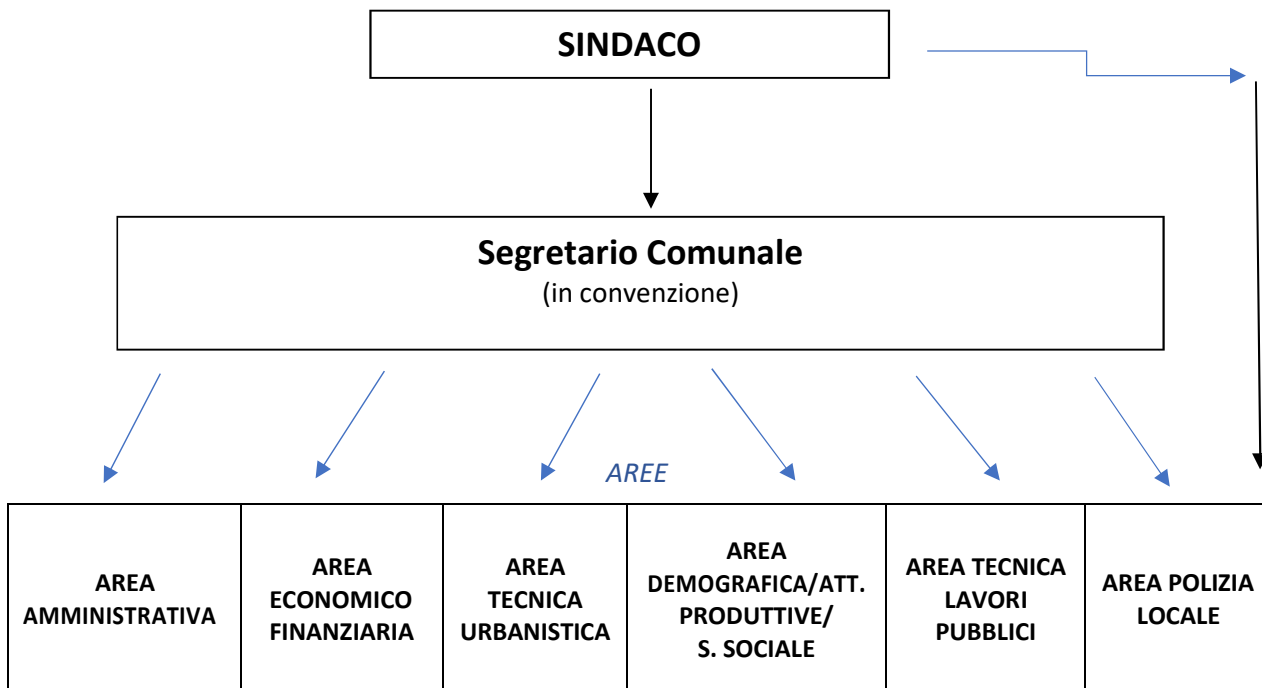 SINDACO
Segretario Comunale
(in convenzione)
AREE
AREA
AMMINISTRATIVA
AREA
ECONOMICO
FINANZIARIA
AREA
TECNICA
URBANISTICA
AREA
DEMOGRAFICA/ATT.
PRODUTTIVE/
S. SOCIALE
AREA TECNICA
LAVORI
PUBBLICI
AREA POLIZIA
LOCALE